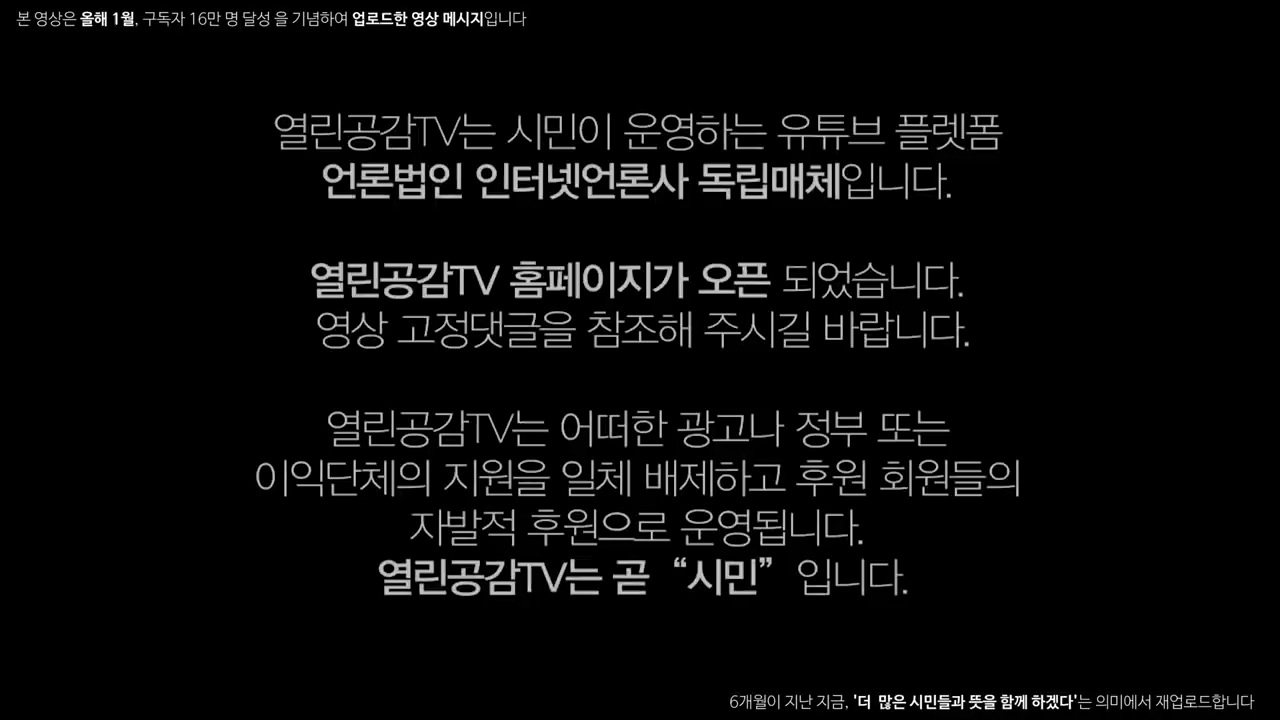 본 영상은 올해 1월, 구독자 16만 명 달성 을 기념하여 업로드한 영상 메시지입니다
열린공감TV는 시민이 운영하는 유튜브 플렛폼
언론법인 인터넷언론사 독립매체입니다.
열린공감TV 홈페이지가 오픈 되었습니다.
영상 고정댓글을 참조해 주시길 바랍니다.
열린공감TV는 어떠한 광고나 정부 또는
이익단체의 지원을 일체 배제하고 후원 회원들의
자발적 후원으로 운영됩니다.
열린공감TV는 곧 “시민” 입니다.
6개월이 지난 지금, '더 많은 시민들과 뜻을 함께 하겠다'는 의미에서 재업로드합니다